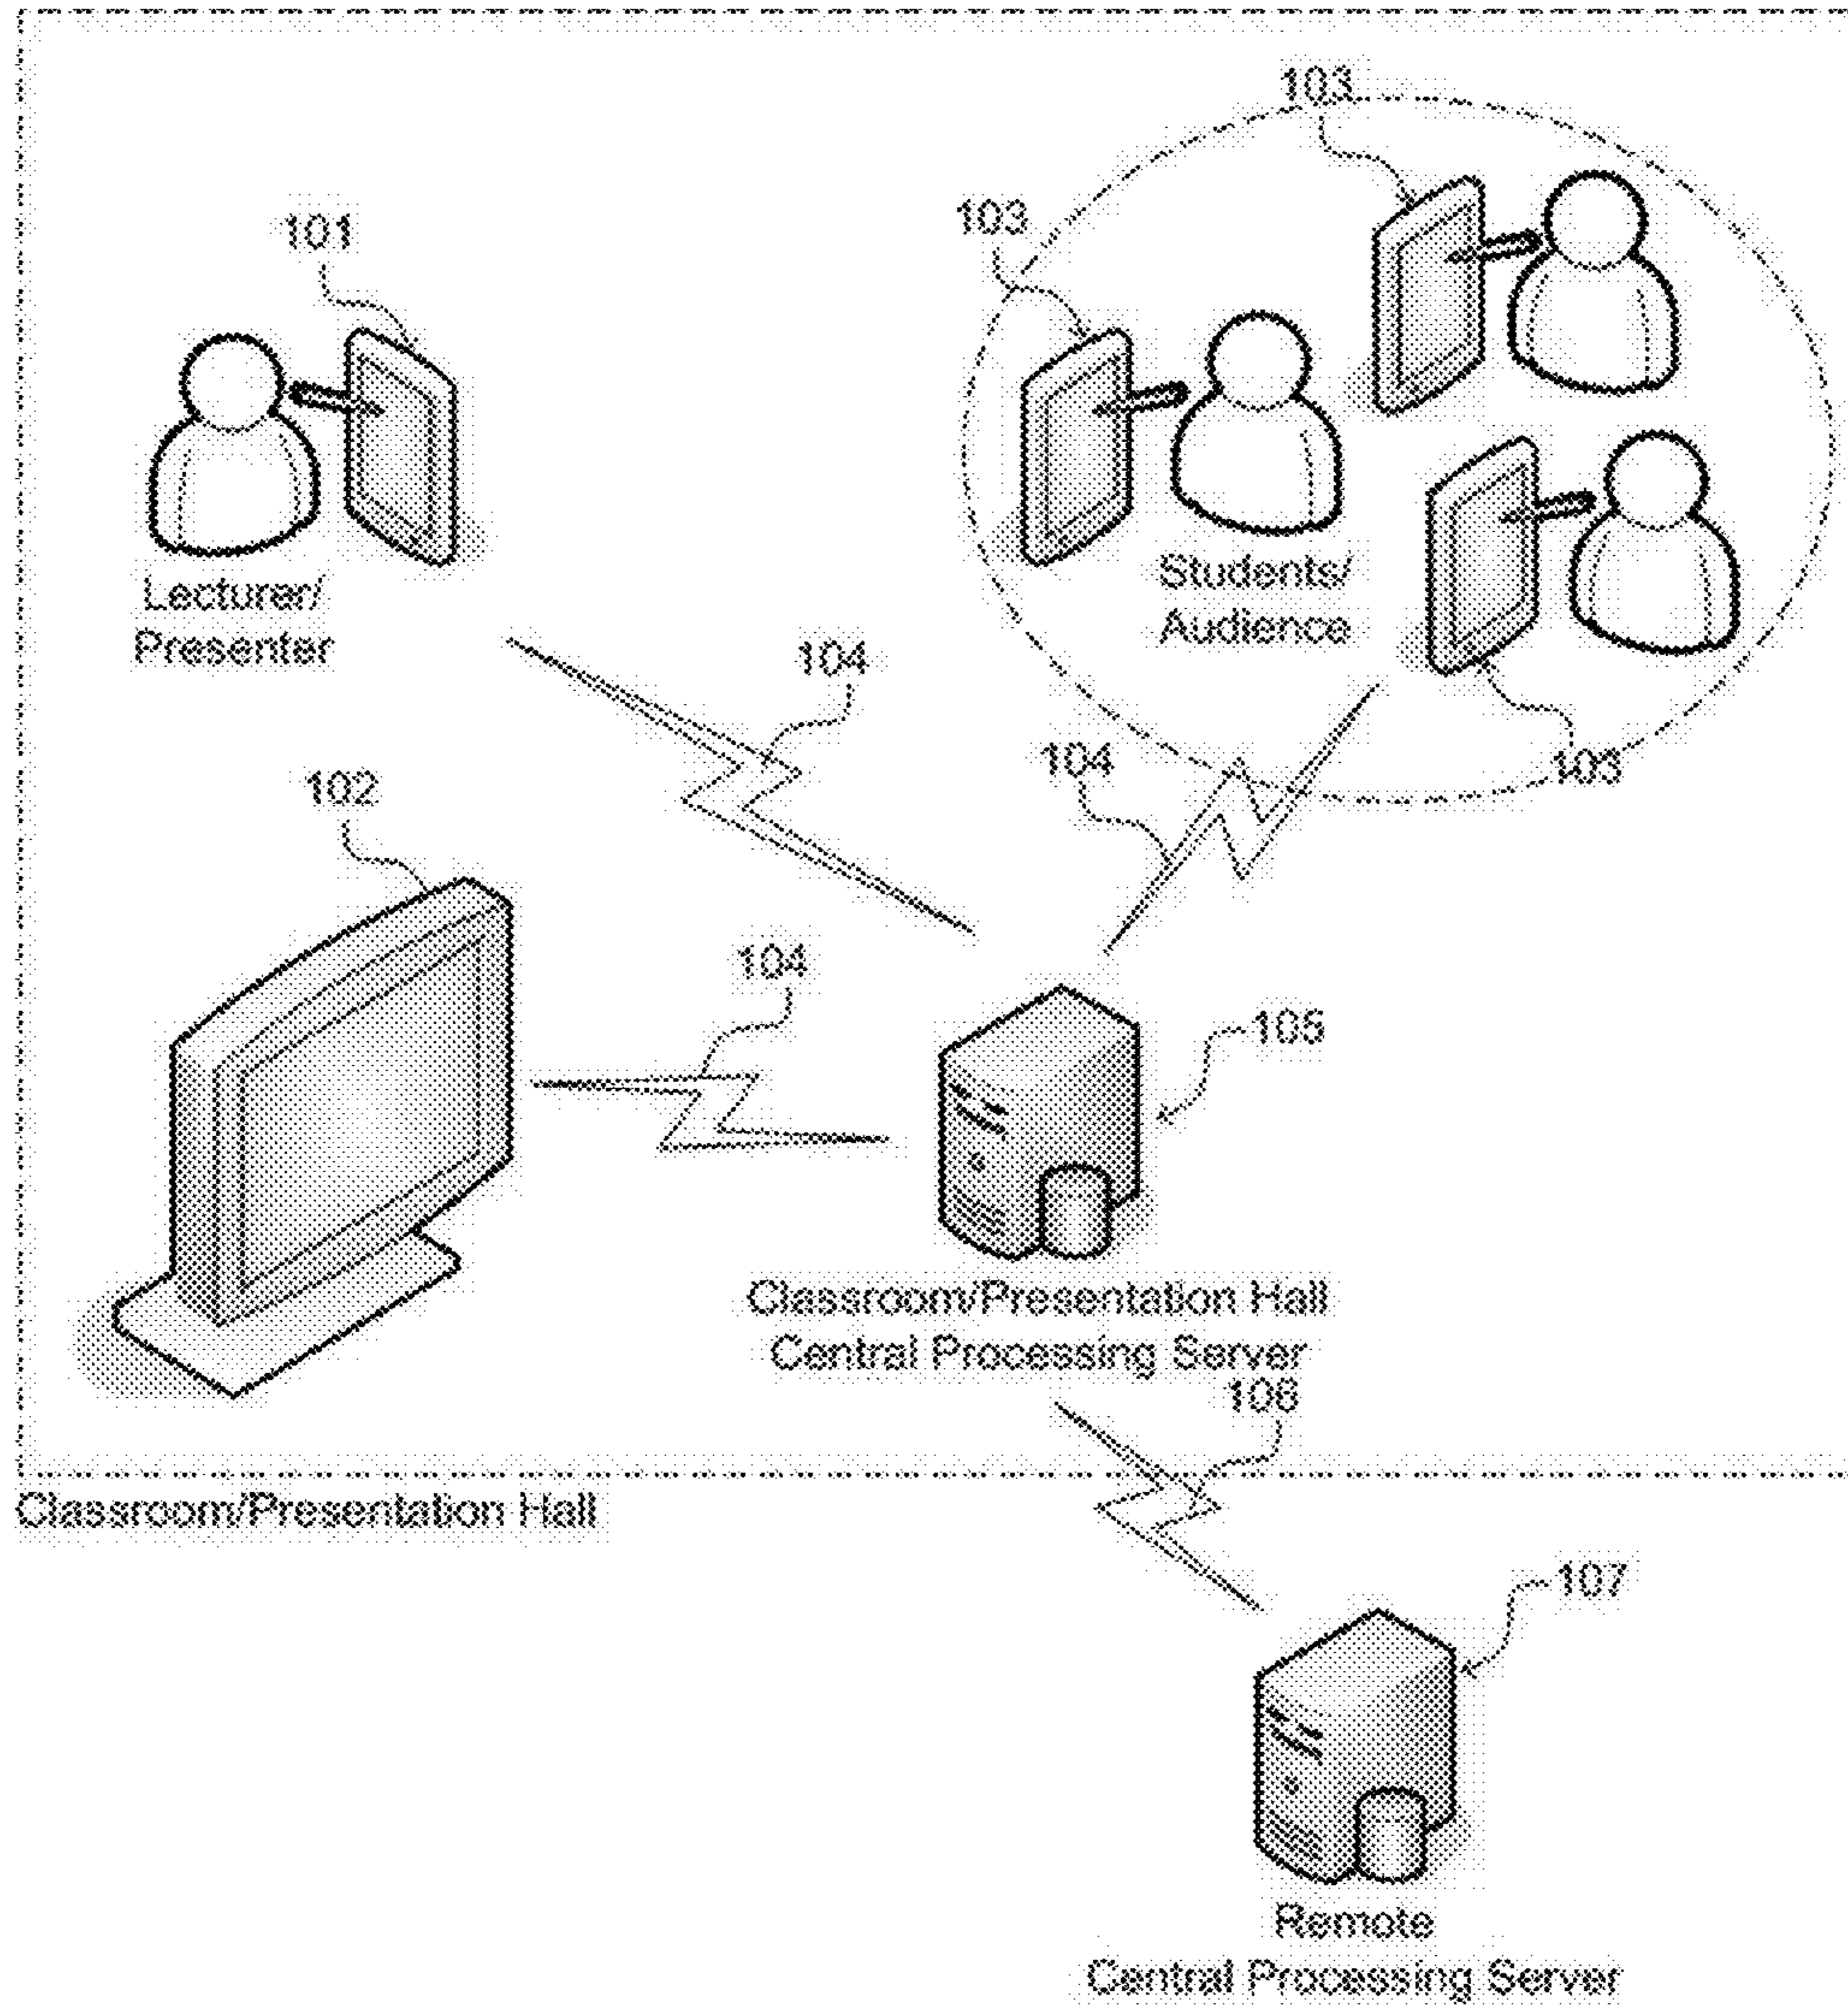 103
103
101
Lecturer/
Presenter
Students/
Audience
104
104
103
102
104
105
Classroom/Presentation Hall
Central Processing Server
106
Classroom/Presentation Hall
107
Remote
Central Processing Server